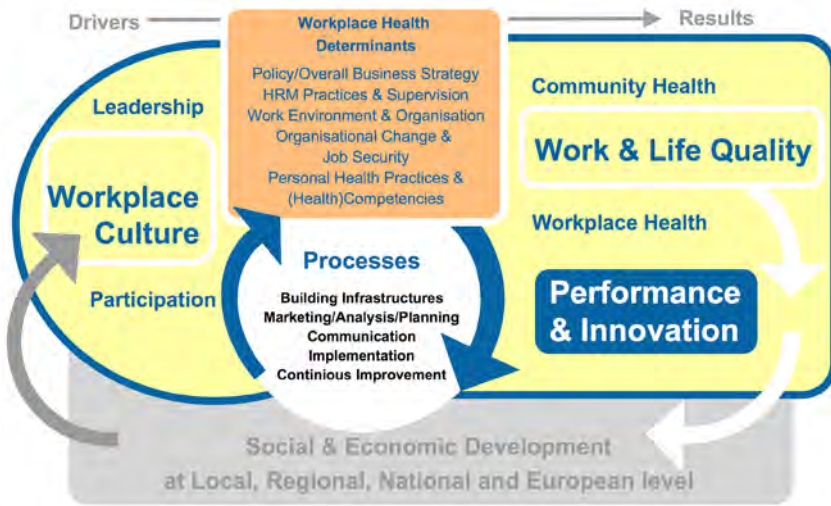 Drivers
Workplace Health
Determinants
Policy/Overall Business Strategy
HRM Practices & Supervision
Work Environment & Organisation
Organisational Change &
Job Security
Personal Health Practices &
(Health)Competencies
Results
Leadership
Workplace
Culture
Participation
Processes
Building Infrastructures
Marketing/Analysis/Planning
Communication
Implementation
Continious Improvement
Community Health
Work & Life Quality
Workplace Health
Performance
& Innovation
Social & Economic Development
at Local, Regional, National and European level